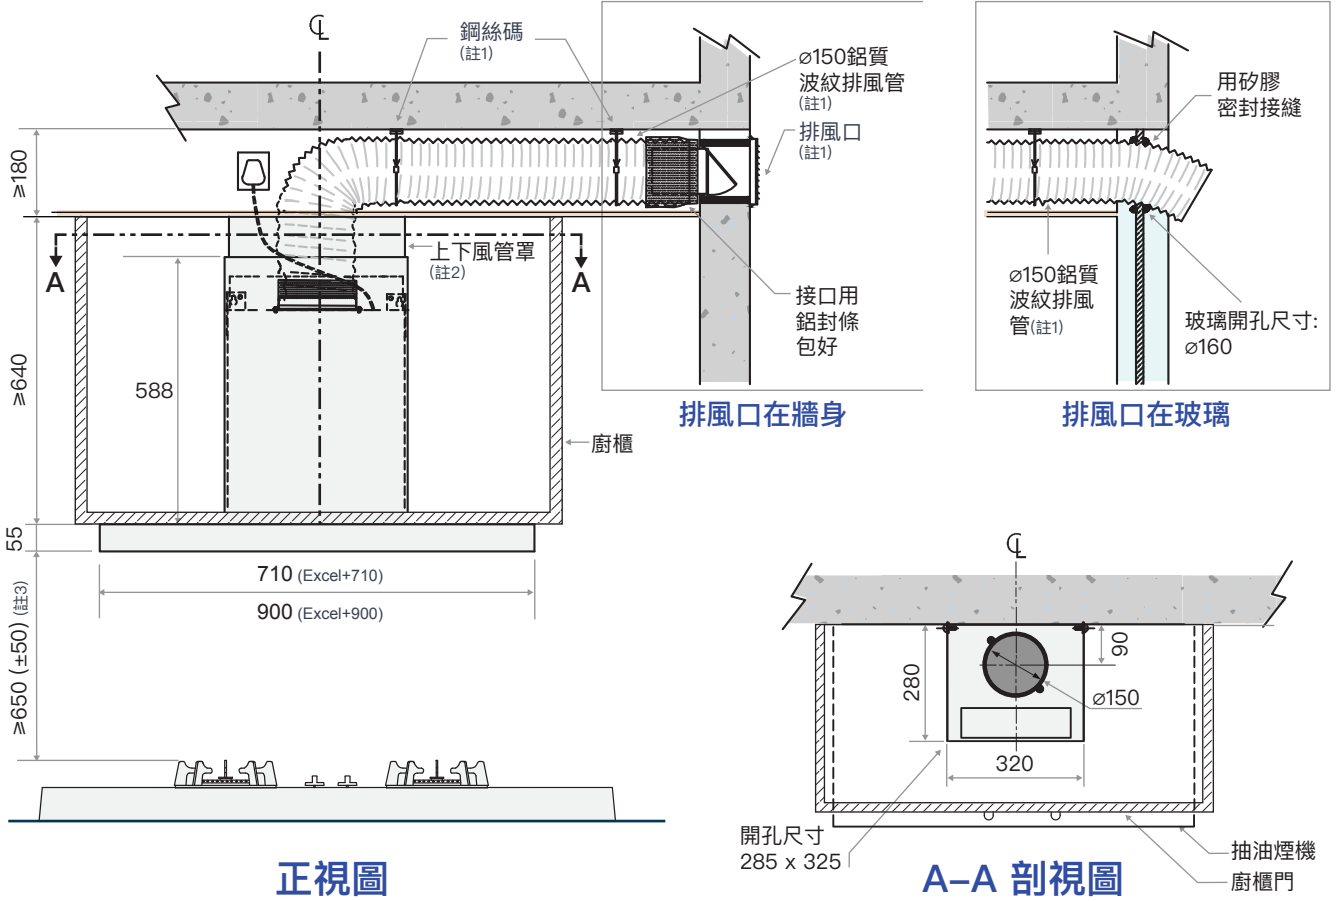 ℄
鋼絲碼
(註1)
⌀150鋁質
波紋排風管
(註1)
排風口
(註1)
≥180
A
A
上下風管罩
(註2)
接口用
鋁封條
包好
≥640
588
排風口在牆身
廚櫃
55
710 (Excel+710)
900 (Excel+900)
≥650 (±50) (註3)
正視圖
用矽膠
密封接縫
⌀150鋁質
波紋排風
管(註1)
玻璃開孔尺寸:
⌀160
排風口在玻璃
℄
280
90
⌀150
320
開孔尺寸
285 x 325
抽油煙機
廚櫃門
A–A 剖視圖